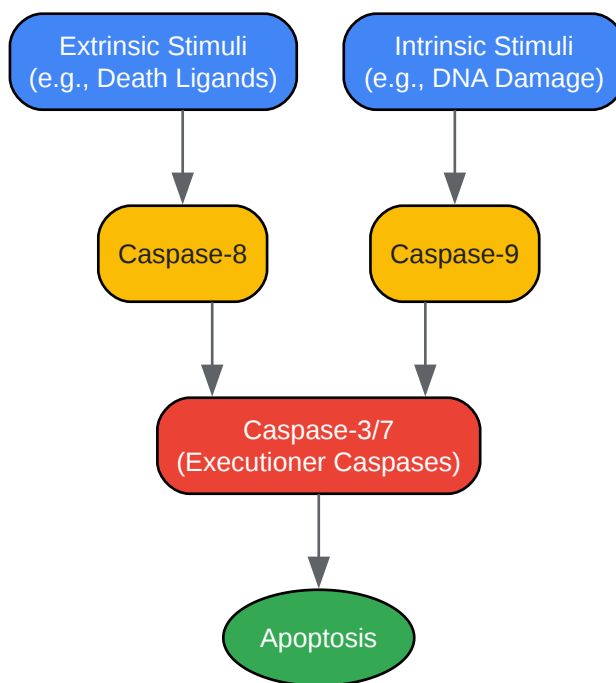 Extrinsic Stimuli
(e.g., Death Ligands)
Intrinsic Stimuli
(e.g., DNA Damage)
Caspase-8
Caspase-9
Caspase-3/7
(Executioner Caspases)
Apoptosis